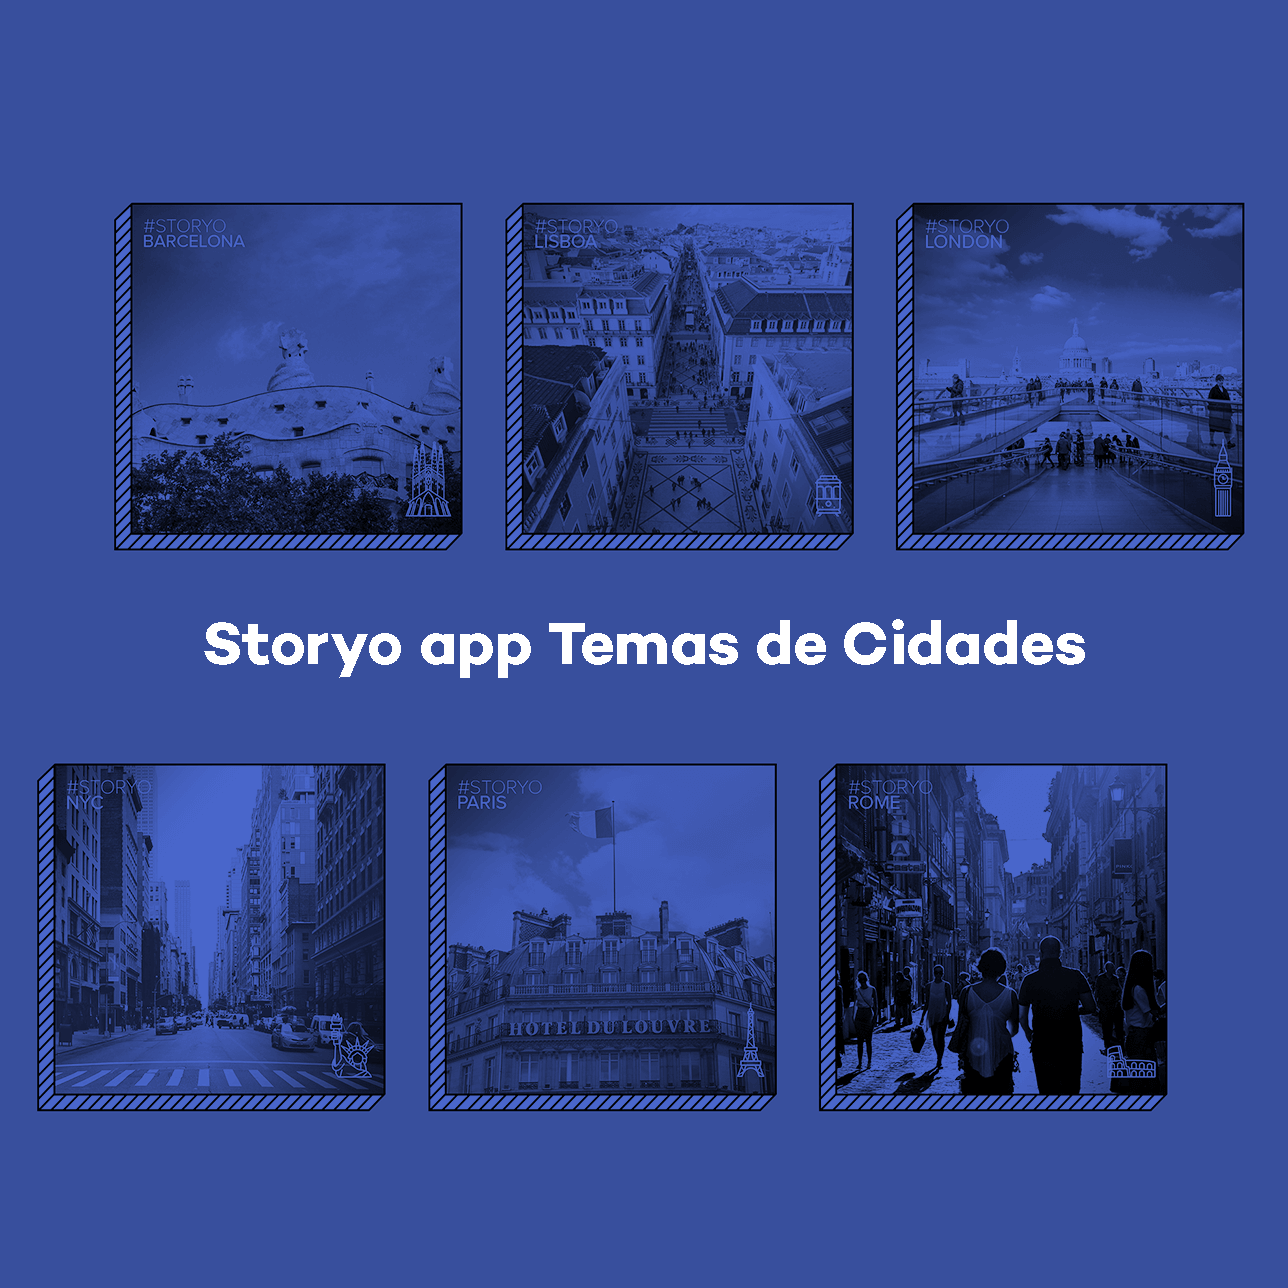 #STORYO
BARCELONA
#STORYO
LISBOA
#STORYO
LONDON
Storyo app Temas de Cidades
#STORYO
NYC
#STORYO
PARIS
HOTEL DU LOUVRE
#STORYO
ROME